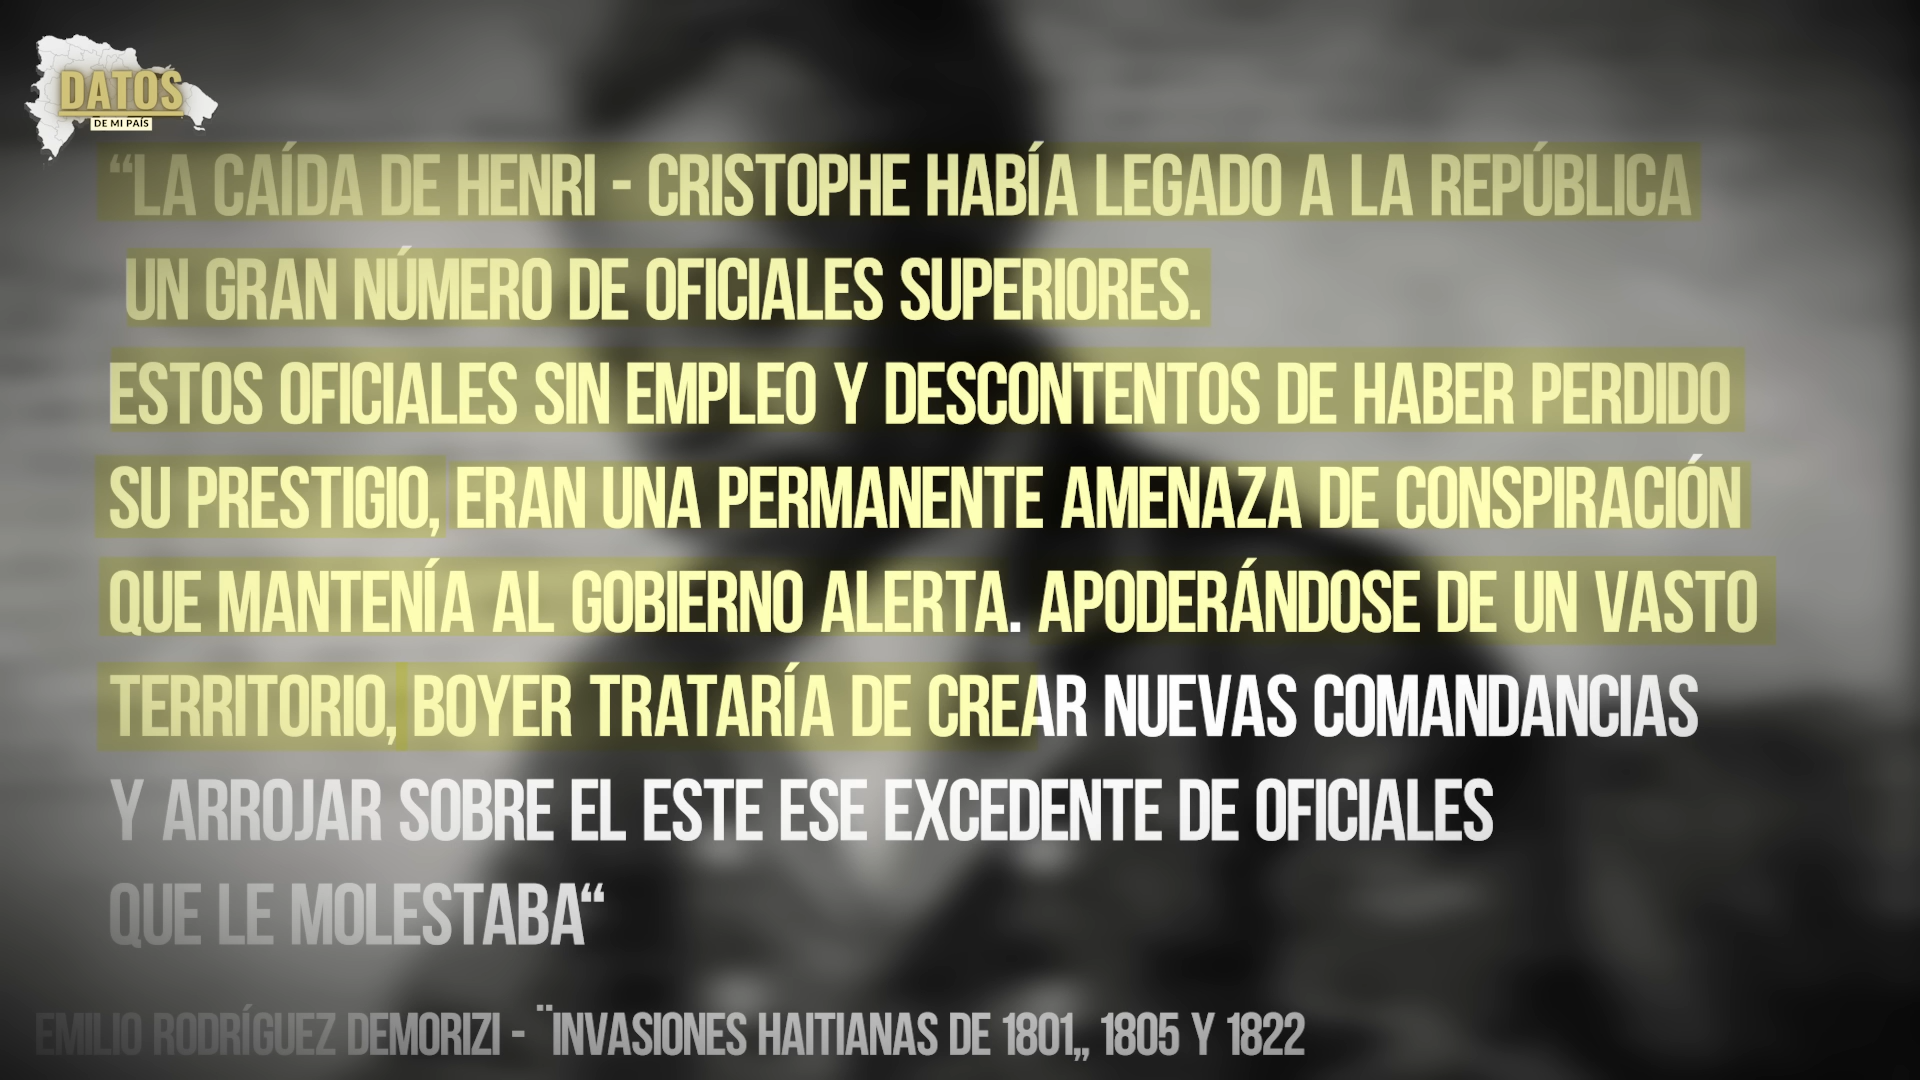 DATOS
DE MI PAÍS
“LA CAÍDA DE HENRI - CRISTOPHE HABÍA LEGADO A LA REPÚBLICA
UN GRAN NÚMERO DE OFICIALES SUPERIORES.
ESTOS OFICIALES SIN EMPLEO Y DESCONTENTOS DE HABER PERDIDO
SU PRESTIGIO, ERAN UNA PERMANENTE AMENAZA DE CONSPIRACIÓN
QUE MANTENÍA AL GOBIERNO ALERTA. APODERÁNDOSE DE UN VASTO
TERRITORIO, BOYER TRATARÍA DE CREAR NUEVAS COMANDANCIAS
Y ARROJAR SOBRE EL ESTE ESE EXCEDENTE DE OFICIALES
QUE LE MOLESTABA“
EMILIO RODRÍGUEZ DEMORIZI - ¨INVASIONES HAITIANAS DE 1801,, 1805 Y 1822